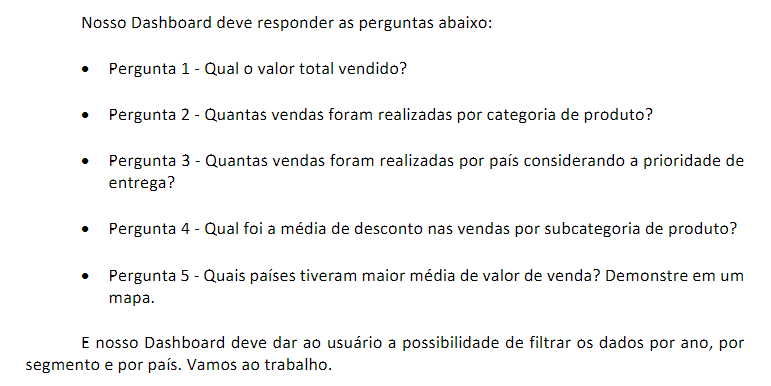 Nosso Dashboard deve responder as perguntas abaixo:
• Pergunta 1 - Qual o valor total vendido?
• Pergunta 2 - Quantas vendas foram realizadas por categoria de produto?
• Pergunta 3 - Quantas vendas foram realizadas por país considerando a prioridade de
entrega?
• Pergunta 4 - Qual foi a média de desconto nas vendas por subcategoria de produto?
• Pergunta 5 - Quais países tiveram maior média de valor de venda? Demonstre em um
mapa.
E nosso Dashboard deve dar ao usuário a possibilidade de filtrar os dados por ano, por
segmento e por país. Vamos ao trabalho.